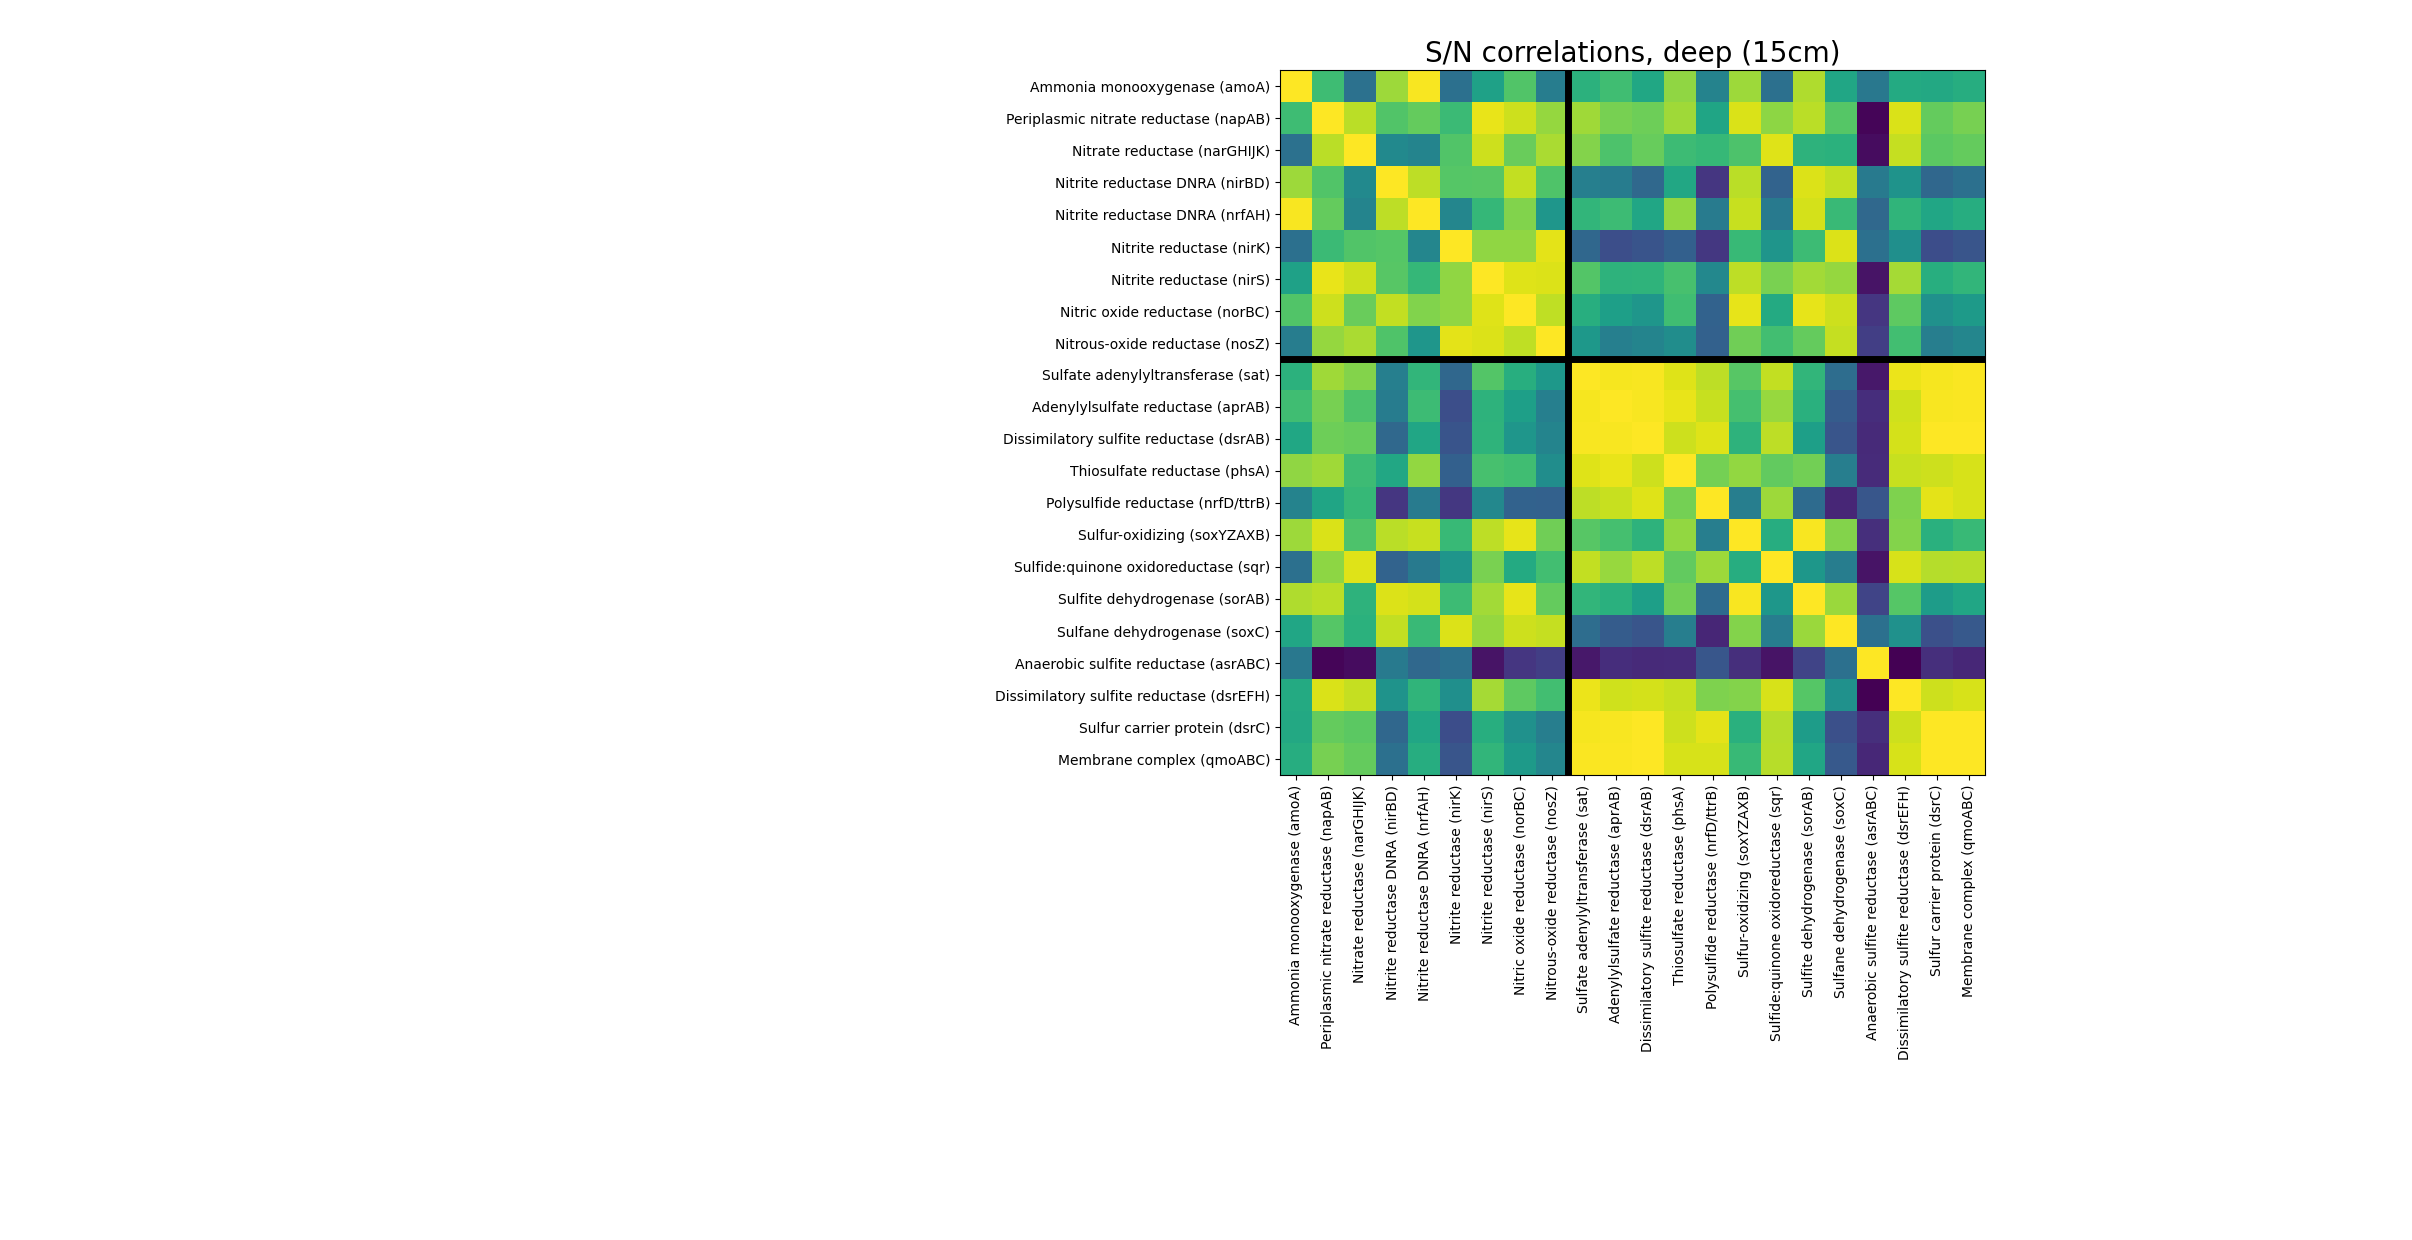 S/N correlations, deep (15cm)
Ammonia monooxygenase (amoA)
Periplasmic nitrate reductase (napAB)
Nitrate reductase (narGHIJK)
Nitrite reductase DNRA (nirBD)
Nitrite reductase DNRA (nrfAH)
Nitrite reductase (nirK)
Nitrite reductase (nirS)
Nitric oxide reductase (norBC)
Nitrous-oxide reductase (nosZ)
Sulfate adenylyltransferase (sat)
Adenylylsulfate reductase (aprAB)
Dissimilatory sulfite reductase (dsrAB)
Thiosulfate reductase (phsA)
Polysulfide reductase (nrfD/ttrB)
Sulfur-oxidizing (soxYZAXB)
Sulfide:quinone oxidoreductase (sqr)
Sulfite dehydrogenase (sorAB)
Sulfane dehydrogenase (soxC)
Anaerobic sulfite reductase (asrABC)
Dissimilatory sulfite reductase (dsrEFH)
Sulfur carrier protein (dsrC)
Membrane complex (qmoABC)
Ammonia monooxygenase (amoA)
Periplasmic nitrate reductase (napAB)
Nitrate reductase (narGHIJK)
Nitrite reductase DNRA (nirBD)
Nitrite reductase DNRA (nrfAH)
Nitrite reductase (nirK)
Nitrite reductase (nirS)
Nitric oxide reductase (norBC)
Nitrous-oxide reductase (nosZ)
Sulfate adenylyltransferase (sat)
Adenylylsulfate reductase (aprAB)
Dissimilatory sulfite reductase (dsrAB)
Thiosulfate reductase (phsA)
Polysulfide reductase (nrfD/ttrB)
Sulfur-oxidizing (soxYZAXB)
Sulfide:quinone oxidoreductase (sqr)
Sulfite dehydrogenase (sorAB)
Sulfane dehydrogenase (soxC)
Anaerobic sulfite reductase (asrABC)
Dissimilatory sulfite reductase (dsrEFH)
Sulfur carrier protein (dsrC)
Membrane complex (qmoABC)